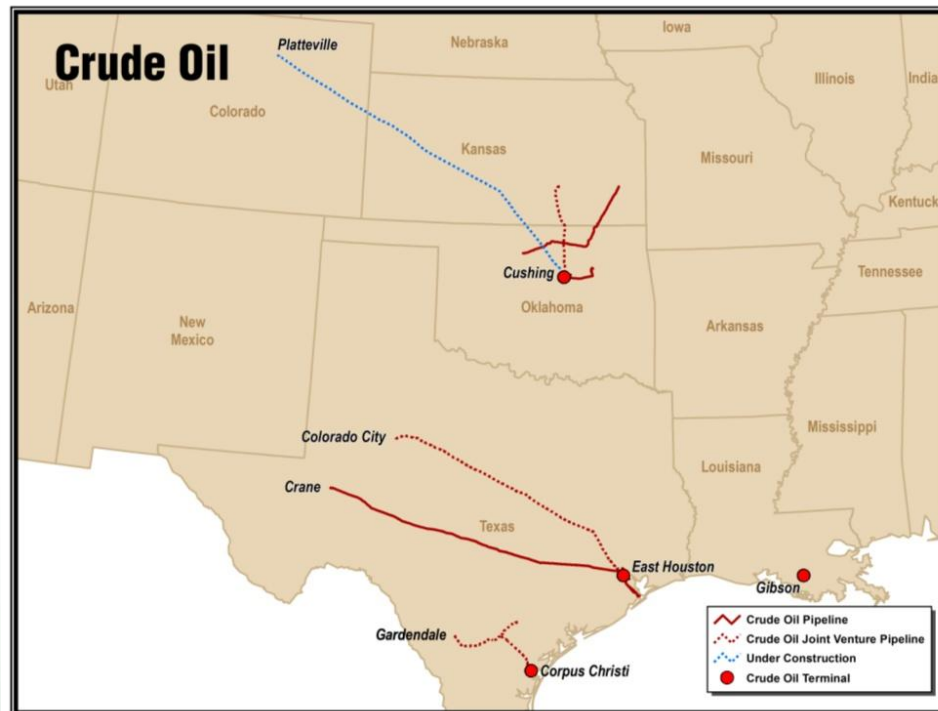 Crude Oil
Platteville
Nebraska
Iowa
Utah
Colorado
Illinois
India
Kansas
Missouri
Kentuck
Cushing
Oklahoma
Tennessee
Arizona
New
Mexico
Arkansas
Mississippi
Colorado City
Louisiana
Crane
Texas
East Houston
Gibson
Gardendale
Corpus Christi
Crude Oil Pipeline
Crude Oil Joint Venture Pipeline
Under Construction
Crude Oil Terminal